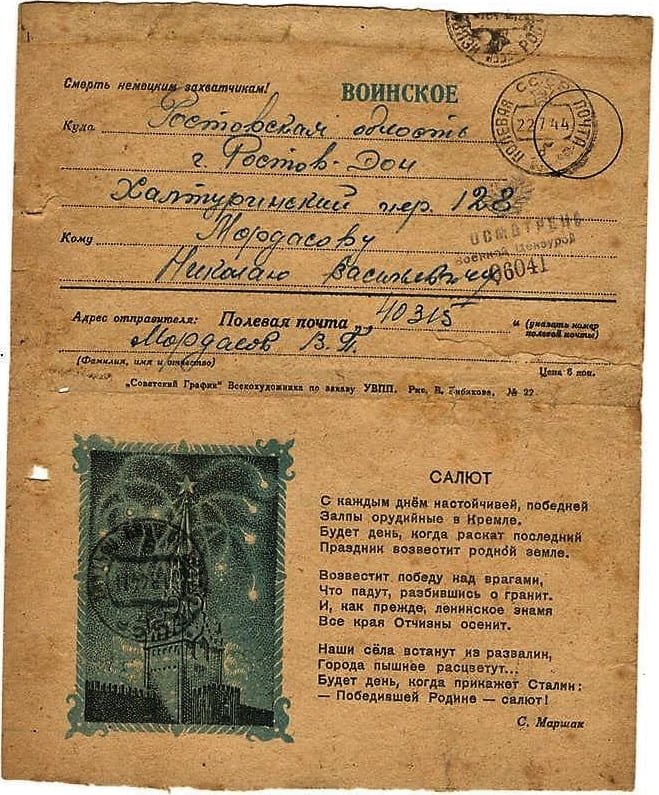 Смерть немецким захватчикам!
ВОИНСКОЕ
ПОЛЕВАЯ ПОЧТА
22 7 44
Куда Ростовская область
г. Ростов-Дон
Халтуринский пер. 128
Кому Мордасову
Николаю Васильевичу
ОСМОТРЕНО
Военной Цензурой
06041
Адрес отправителя: Полевая почта 40315
и (указать номер
полевой почты)
Мордасов В. П.
(Фамилия, имя и отчество)
Цена 6 коп.
„Советский График" Всекохудожника по заказу УВПП. Рис. В. № 22
САЛЮТ
С каждым днём настойчивей, победней
Залпы орудийные в Кремле.
Будет день, когда раскат последний
Праздник возвестит родной земле.
Возвестит победу над врагами,
Что падут, разбившись о гранит.
И, как прежде, ленинское знамя
Все края Отчизны осенит.
Наши сёла встанут из развалин,
Города пышнее расцветут...
Будет день, когда прикажет Сталин:
— Победившей Родине — салют!
С. Маршак